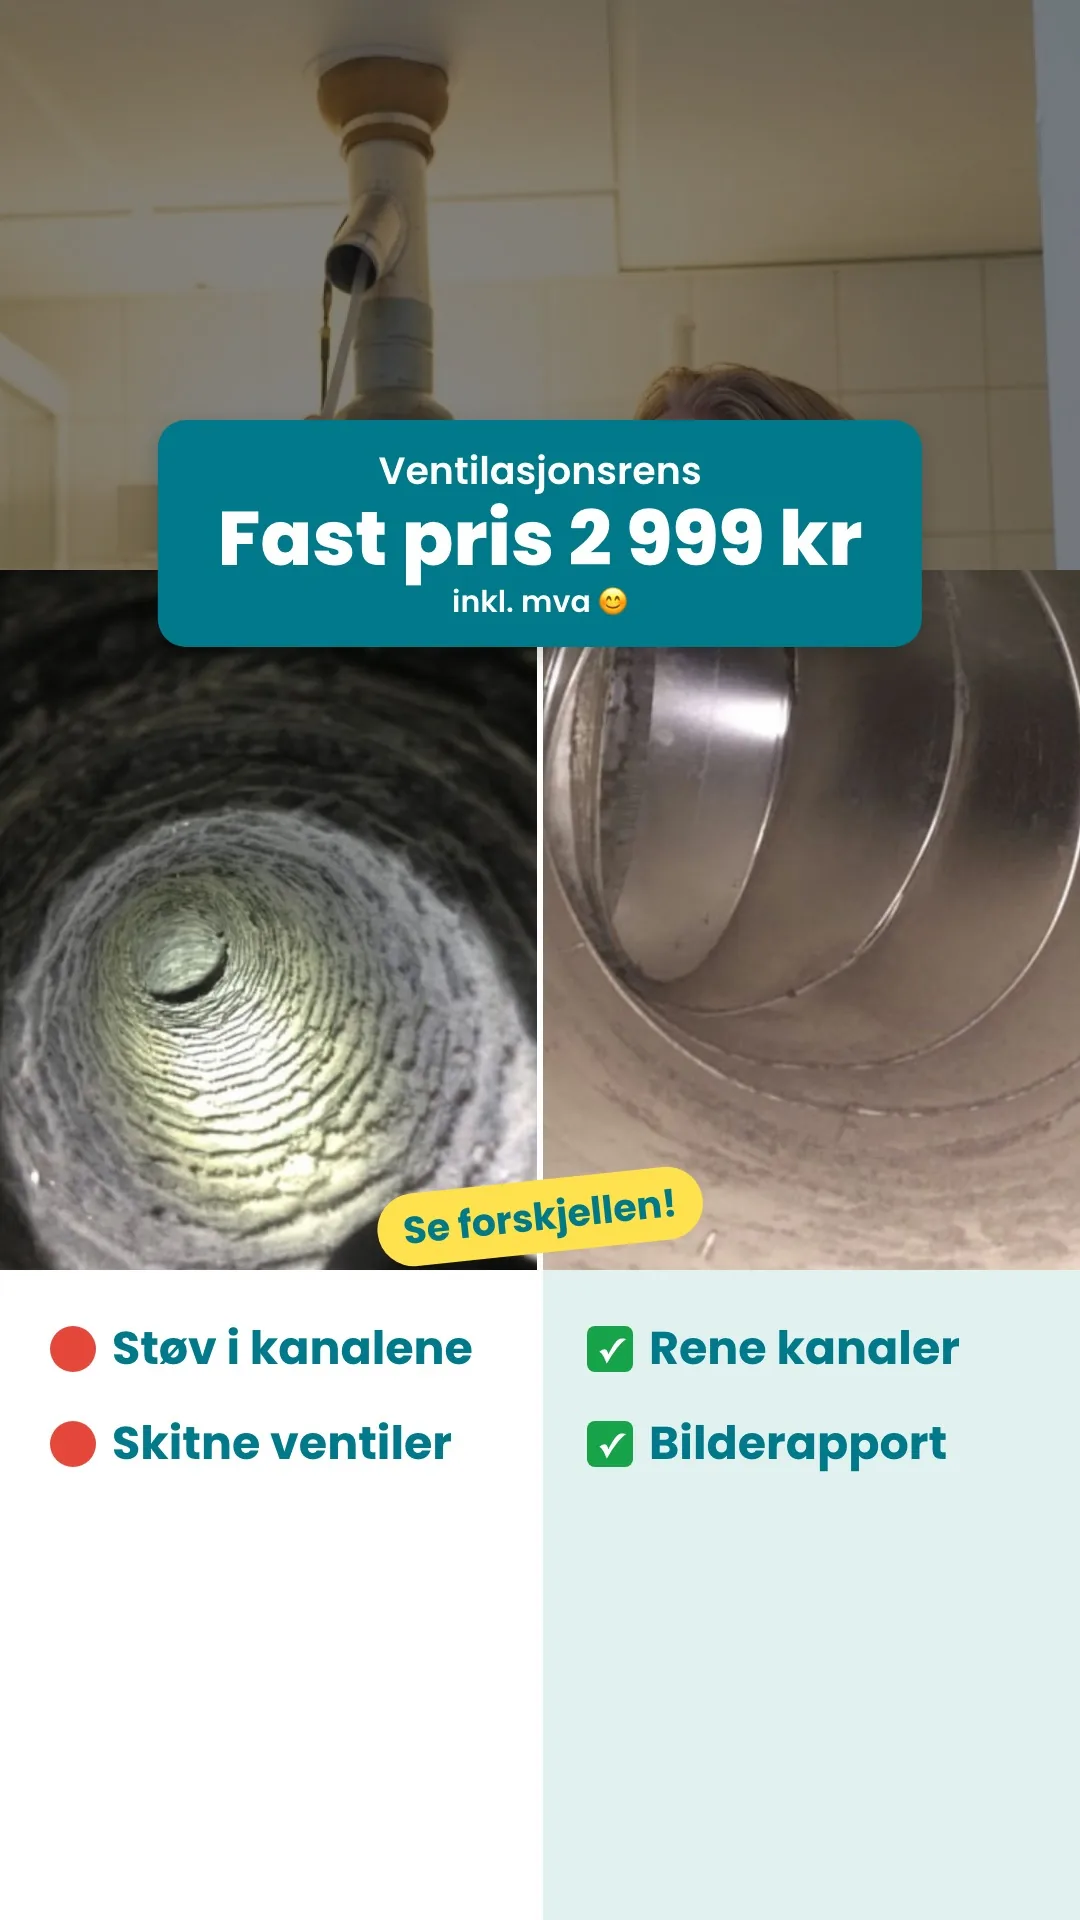 Ventilasjonsrens
Fast pris 2 999 kr
inkl. mva 😊
Se forskjellen!
Støv i kanalene
Skitne ventiler
Rene kanaler
Bilderapport